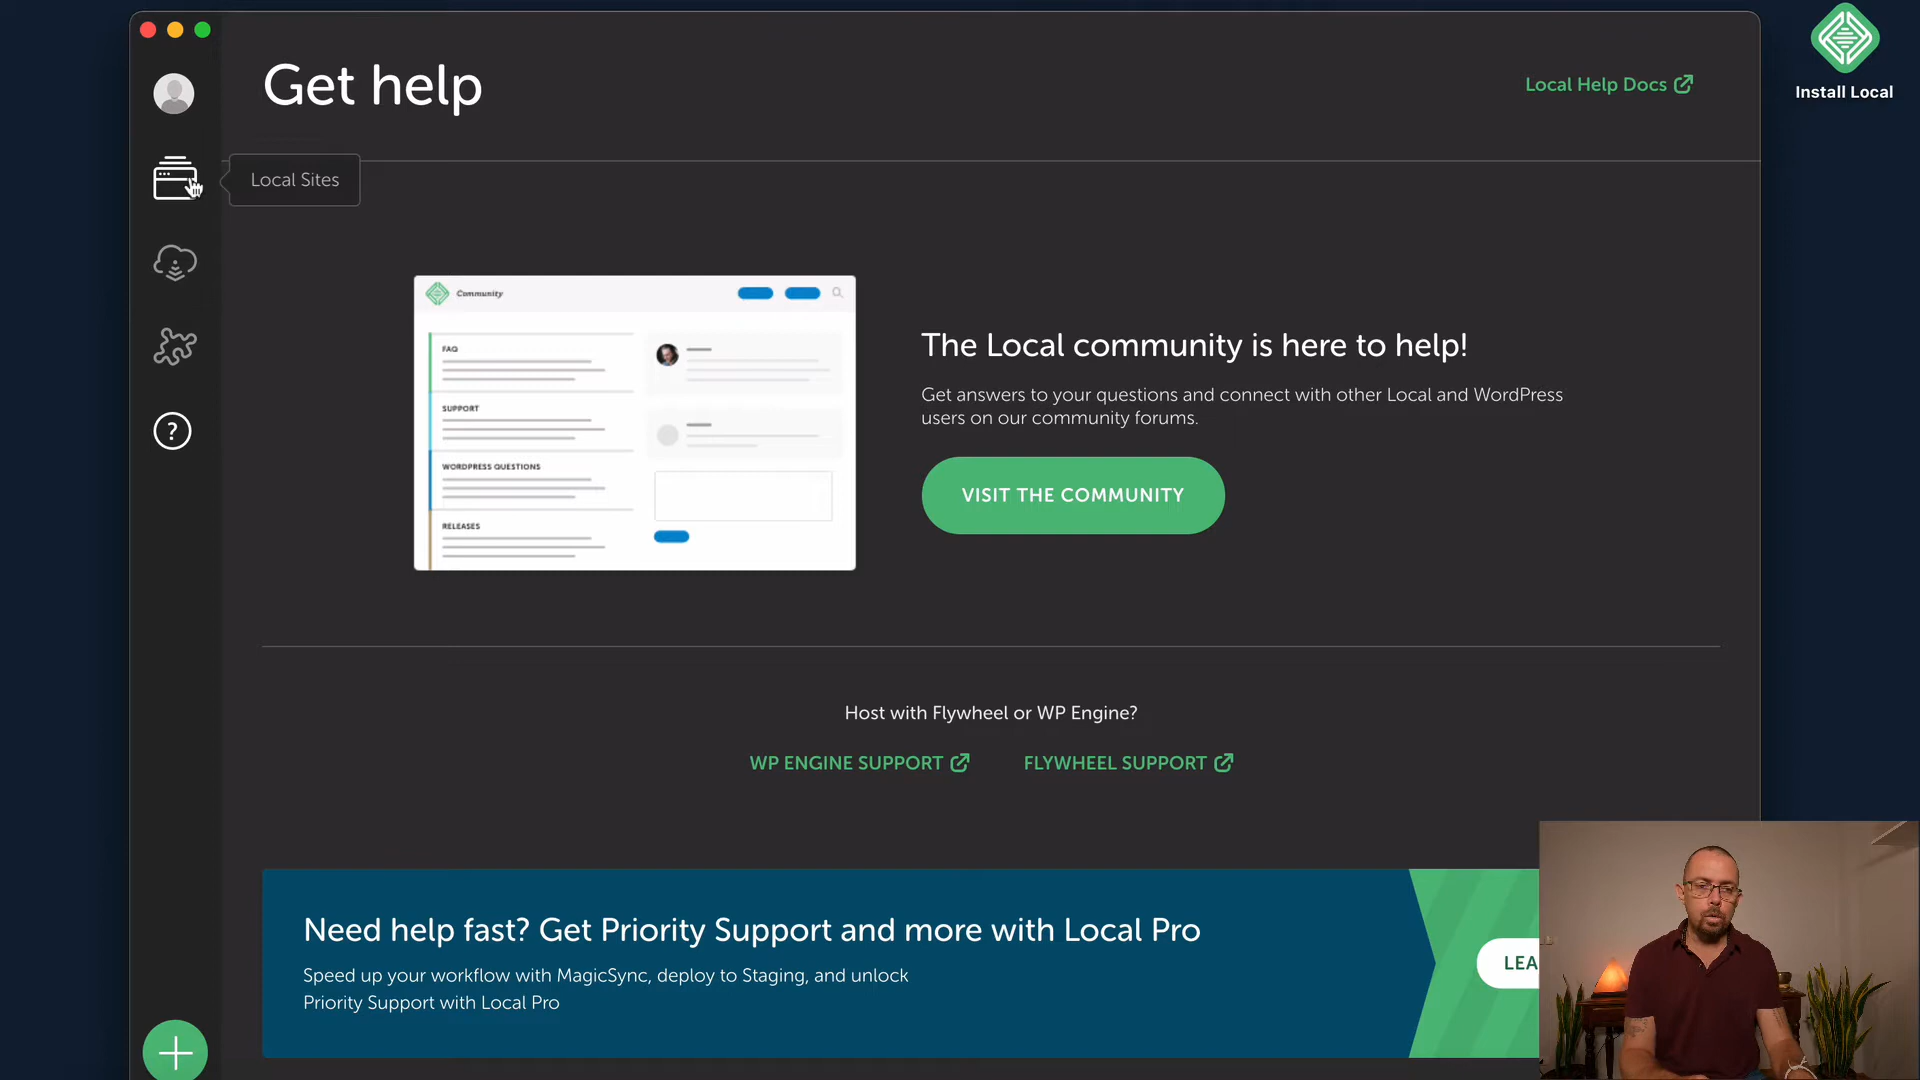 Get help
Local Help Docs
Install Local
Local Sites
Community
FAQ
SUPPORT
WORDPRESS QUESTIONS
RELEASES
The Local community is here to help!
Get answers to your questions and connect with other Local and WordPress
users on our community forums.
VISIT THE COMMUNITY
?
Host with Flywheel or WP Engine?
WP ENGINE SUPPORT
FLYWHEEL SUPPORT
Need help fast? Get Priority Support and more with Local Pro
Speed up your workflow with MagicSync, deploy to Staging, and unlock
Priority Support with Local Pro
LEA